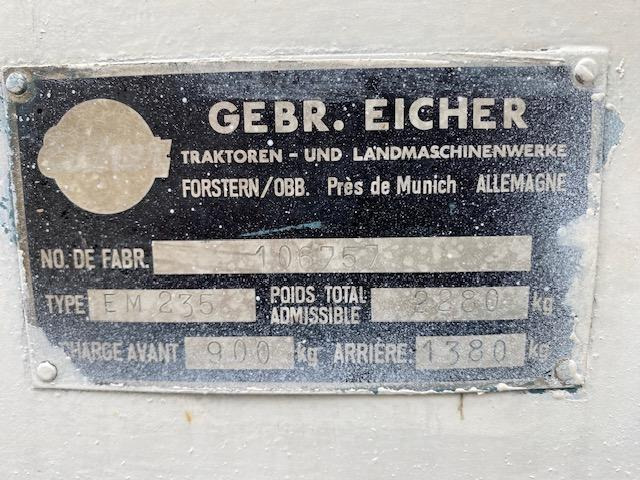 GEBR. EICHER
TRAKTOREN - UND LANDMASCHINENWERKE
FORSTERN/OBB. Près de Munich ALLEMAGNE
NO. DE FABR. 106757
TYPE EM 235 POIDS TOTAL ADMISSIBLE 2280 kg
CHARGE AVANT 900 kg ARRIÈRE 1380 kg